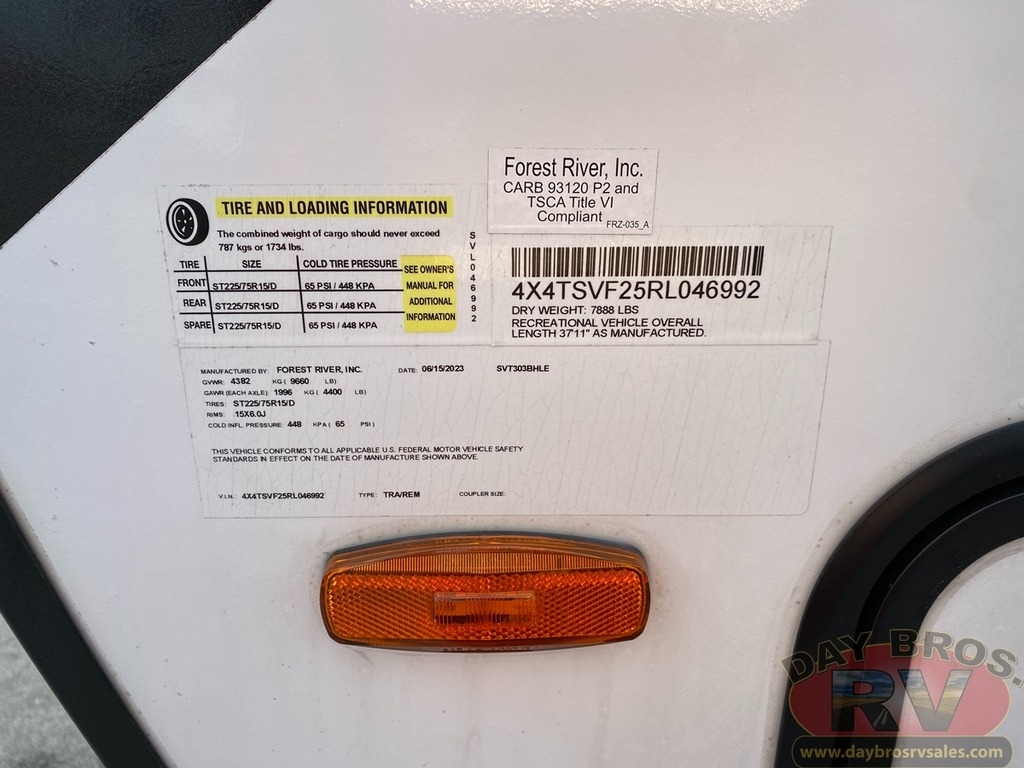 Forest River, Inc.
CARB 93120 P2 and
TSCA Title VI
Compliant
FRZ-035_A
TIRE AND LOADING INFORMATION
The combined weight of cargo should never exceed
787 kgs or 1734 lbs.
TIRE SIZE COLD TIRE PRESSURE
FRONT ST225/75R15/D 65 PSI / 448 KPA
REAR ST225/75R15/D 65 PSI / 448 KPA
SPARE ST225/75R15/D 65 PSI / 448 KPA
SEE OWNER'S
MANUAL FOR
ADDITIONAL
INFORMATION
SVL046992
4X4TSVF25RL046992
DRY WEIGHT: 7888 LBS
RECREATIONAL VEHICLE OVERALL
LENGTH 37'11" AS MANUFACTURED.
MANUFACTURED BY: FOREST RIVER, INC. DATE: 06/15/2023 SVT303BHLE
GVWR: 4382 KG ( 9660 LB)
GAWR (EACH AXLE): 1996 KG ( 4400 LB)
TIRES: ST225/75R15/D
RIMS: 15X6.0J
COLD INFL. PRESSURE: 448 KPA ( 65 PSI)
THIS VEHICLE CONFORMS TO ALL APPLICABLE U.S. FEDERAL MOTOR VEHICLE SAFETY
STANDARDS IN EFFECT ON THE DATE OF MANUFACTURE SHOWN ABOVE.
V.I.N.: 4X4TSVF25RL046992 TYPE: TRA/REM COUPLER SIZE:
DAY BROS.
RV
www.daybrosrvsales.com